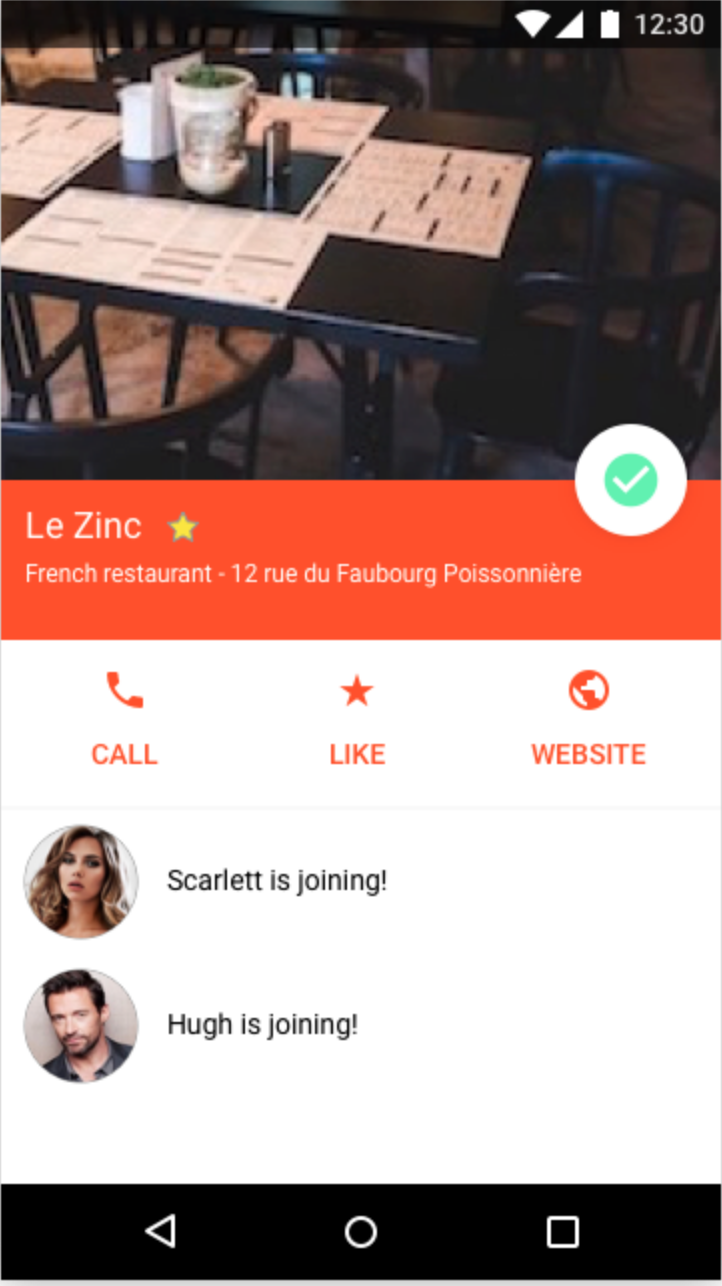 12:30
Le Zinc
French restaurant - 12 rue du Faubourg Poissonnière
CALL
LIKE
WEBSITE
Scarlett is joining!
Hugh is joining!